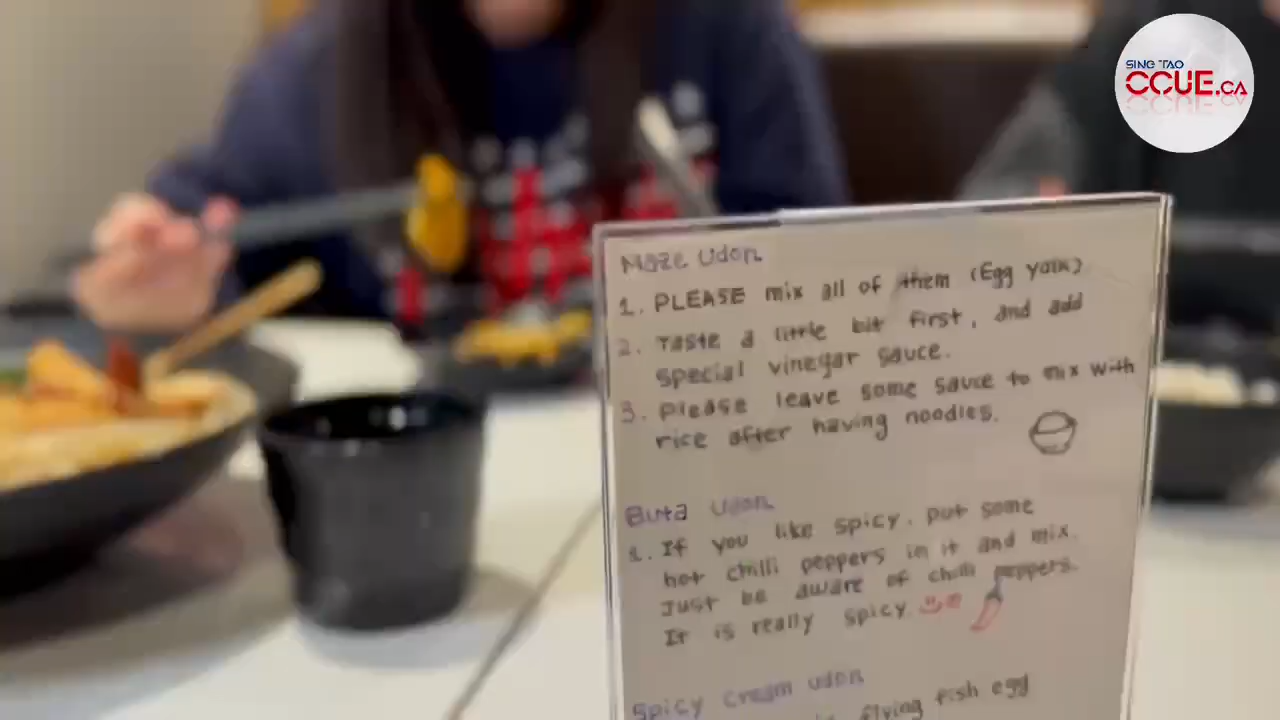 SING TAO
CCUE.CA
Maze Udon
1. PLEASE mix all of them (Egg yolk)
2. Taste a little bit first, and add
special vinegar sauce.
3. Please leave some sauce to mix with
rice after having noodles.
Buta Udon
1. If you like spicy, put some
hot chilli peppers in it and mix.
Just be aware of chilli peppers.
It is really spicy
Spicy cream udon
flying fish egg